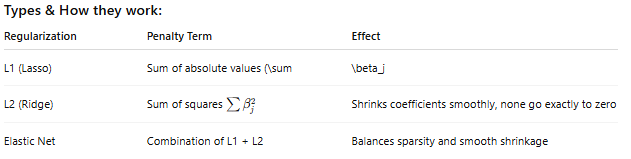 Types & How they work:
Regularization Penalty Term Effect
L1 (Lasso) Sum of absolute values (\sum \beta_j
L2 (Ridge) Sum of squares ∑ β_j^2 Shrinks coefficients smoothly, none go exactly to zero
Elastic Net Combination of L1 + L2 Balances sparsity and smooth shrinkage